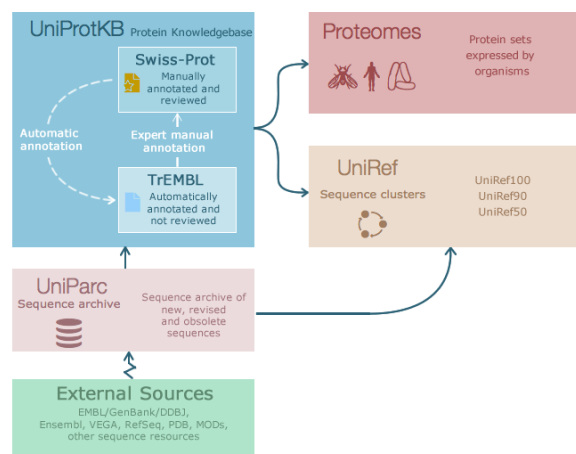 UniProtKB Protein Knowledgebase
Swiss-Prot
Manually
annotated and
reviewed
Automatic
annotation
Expert manual
annotation
TrEMBL
Automatically
annotated and
not reviewed
Proteomes
Protein sets
expressed by
organisms
UniRef
Sequence clusters
UniRef100
UniRef90
UniRef50
UniParc
Sequence archive
Sequence archive of
new, revised
and obsolete
sequences
External Sources
EMBL/GenBank/DDBJ,
Ensembl, VEGA, RefSeq, PDB, MODs,
other sequence resources